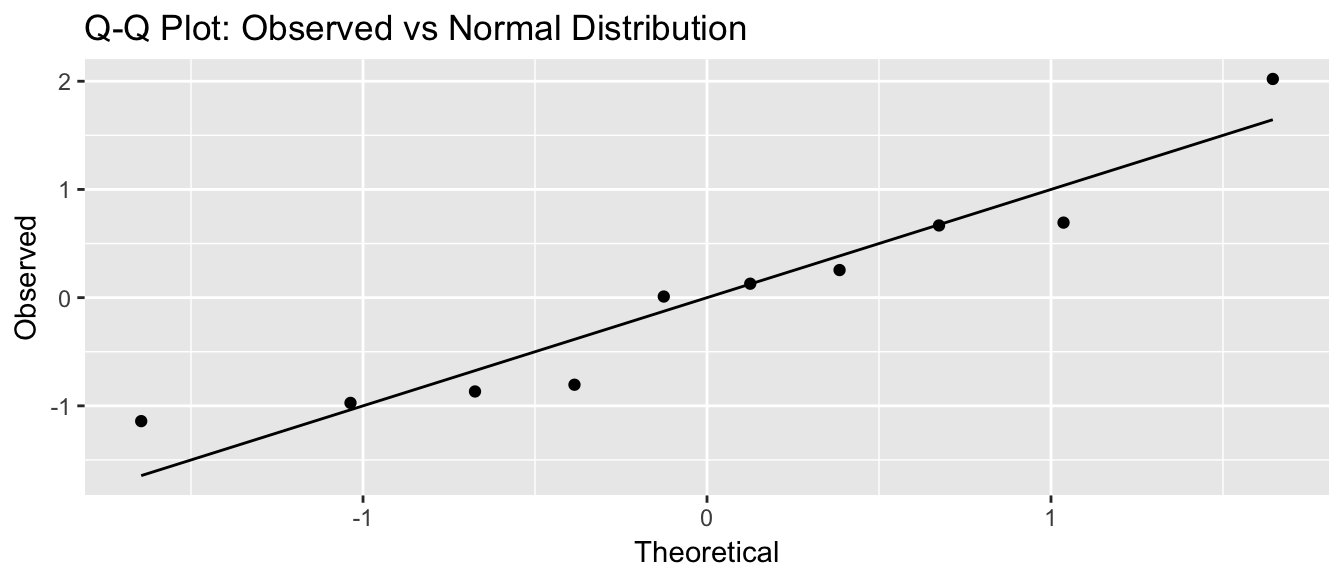 Q-Q Plot: Observed vs Normal Distribution
2
1
0
-1
Observed
-1 0 1
Theoretical